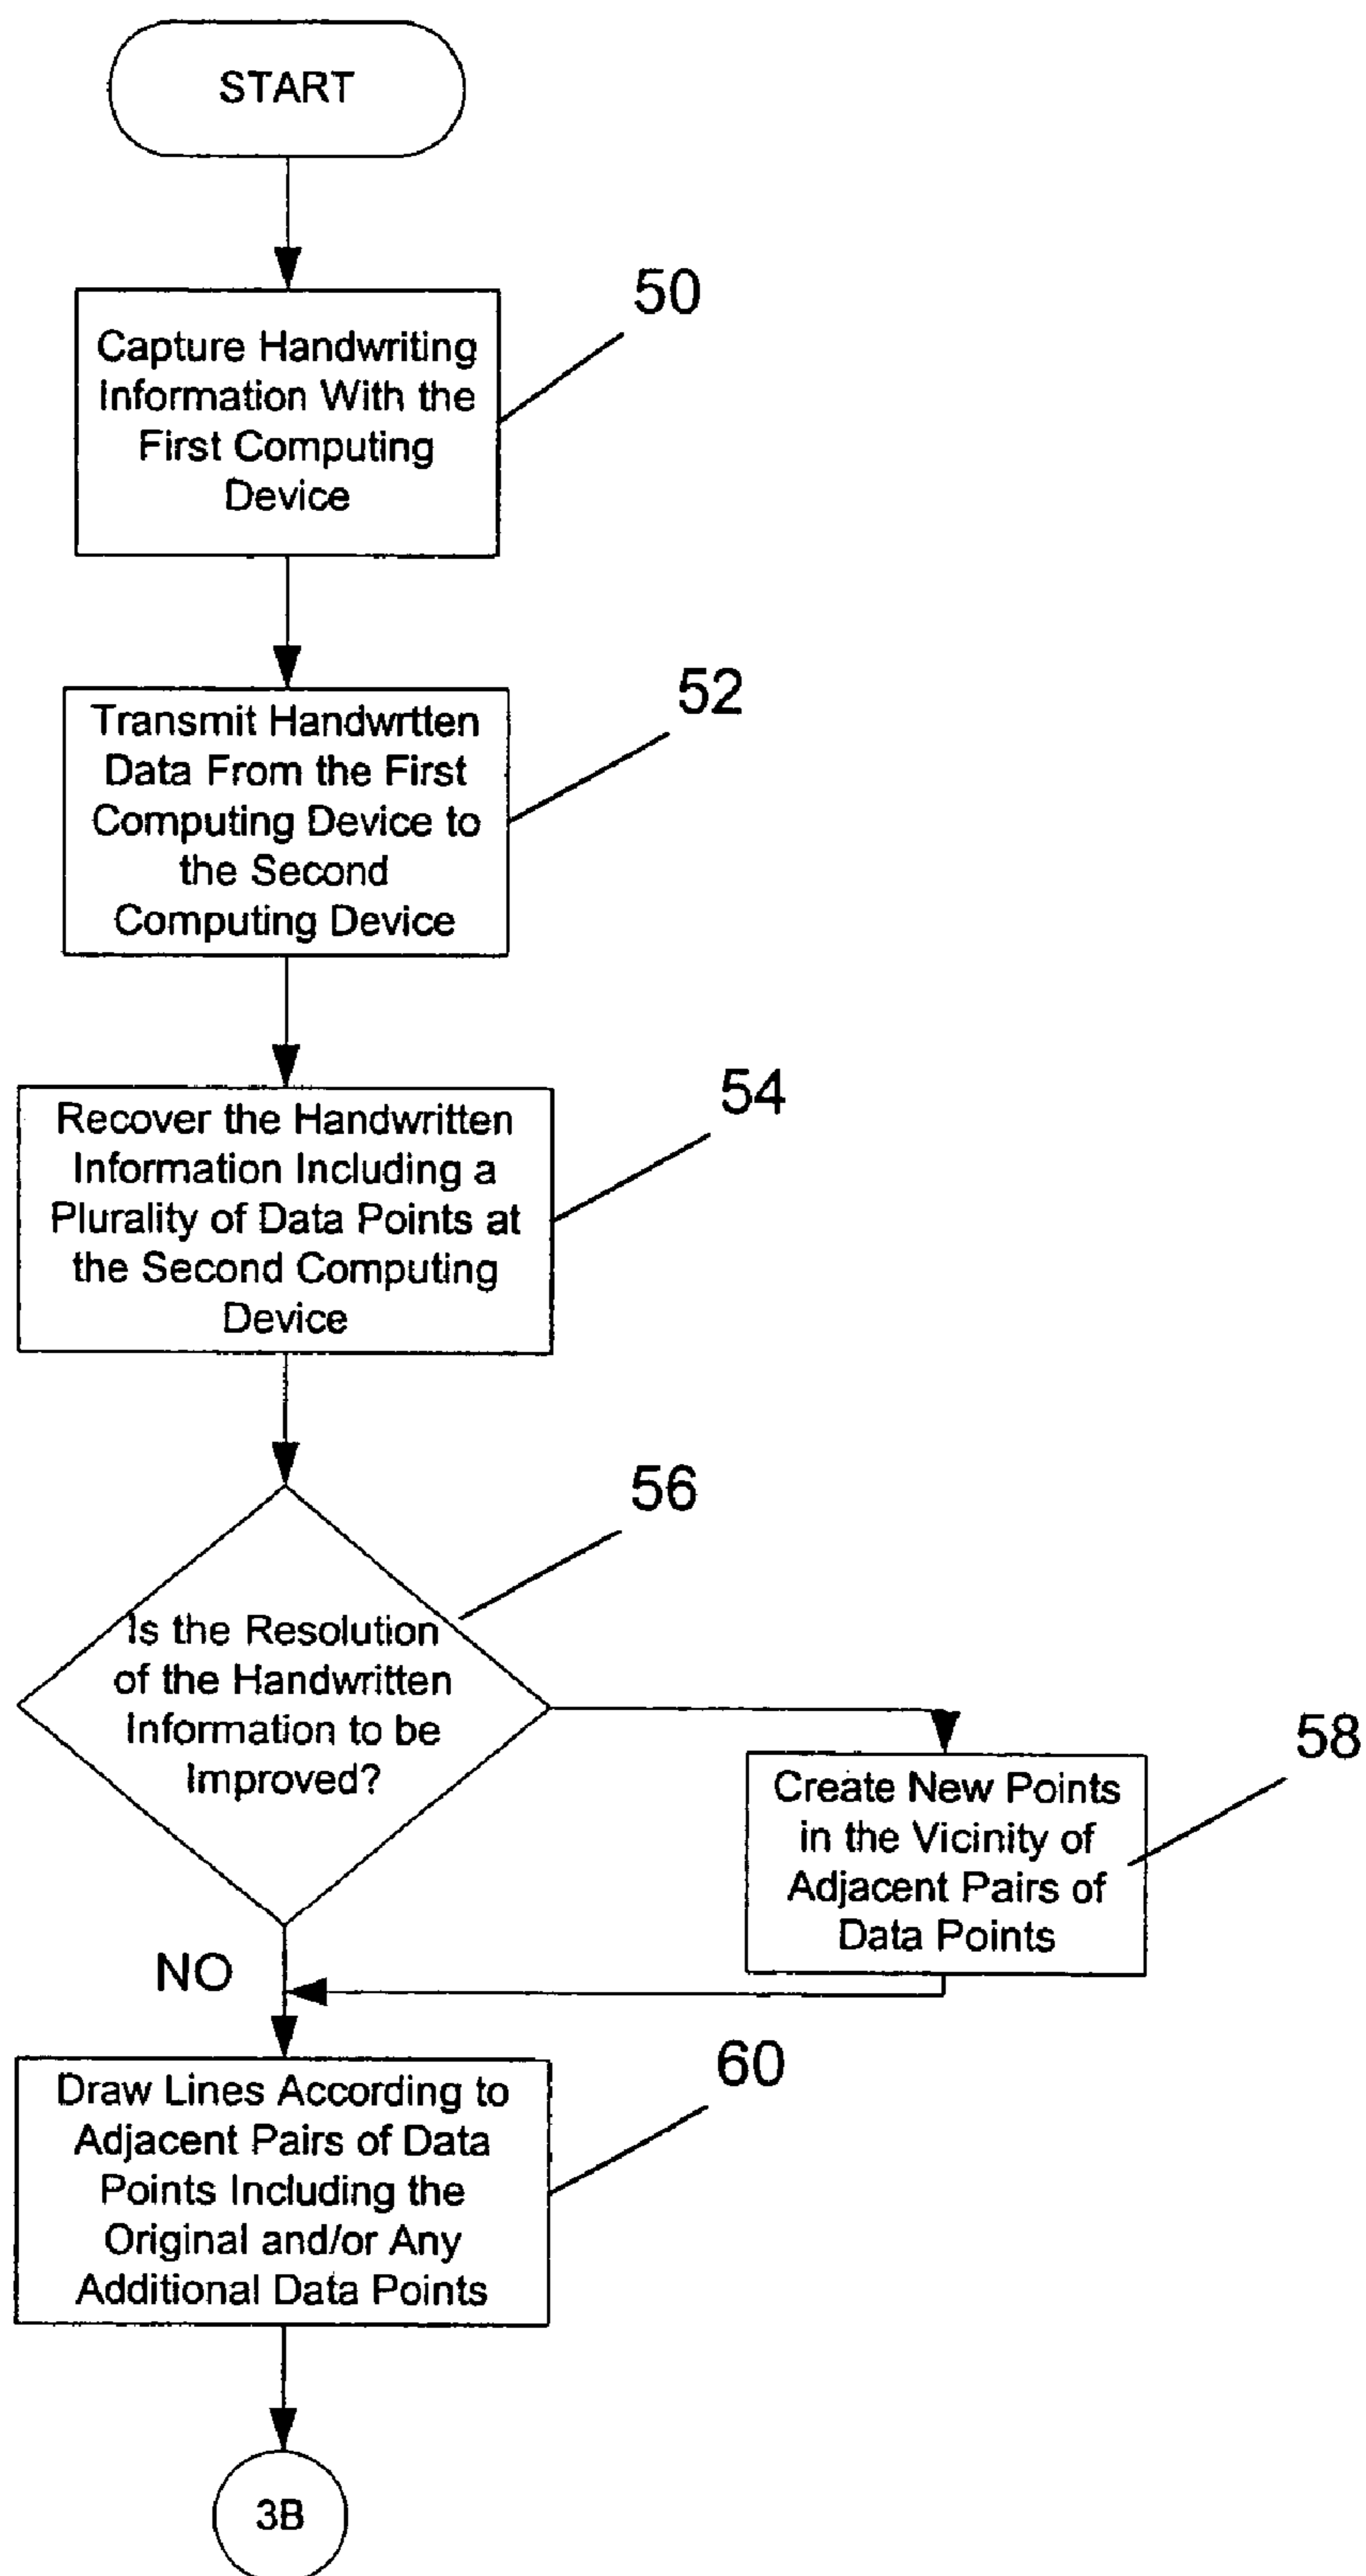 START
50
Capture Handwriting
Information With the
First Computing
Device
52
Transmit Handwrtten
Data From the First
Computing Device to
the Second
Computing Device
54
Recover the Handwritten
Information Including a
Plurality of Data Points at
the Second Computing
Device
56
Is the Resolution
of the Handwritten
Information to be
Improved?
58
Create New Points
in the Vicinity of
Adjacent Pairs of
Data Points
NO
60
Draw Lines According to
Adjacent Pairs of Data
Points Including the
Original and/or Any
Additional Data Points
3B